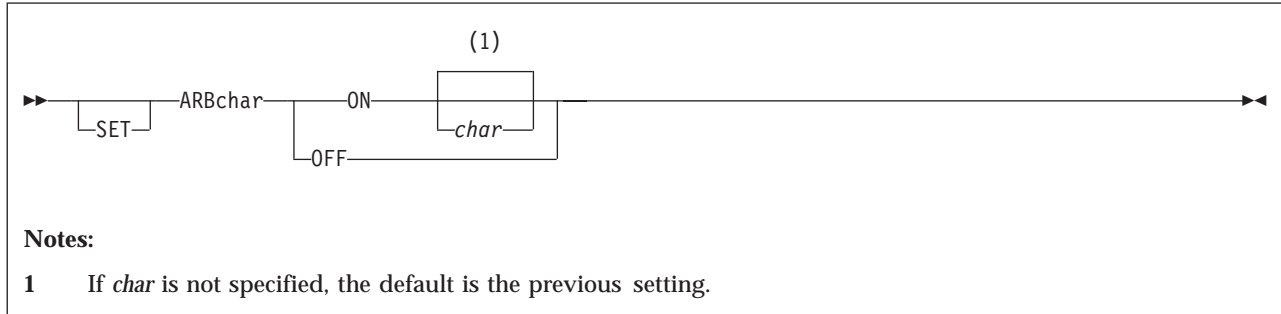 (1)
ARBchar ON
SET char
OFF
Notes:
1 If char is not specified, the default is the previous setting.